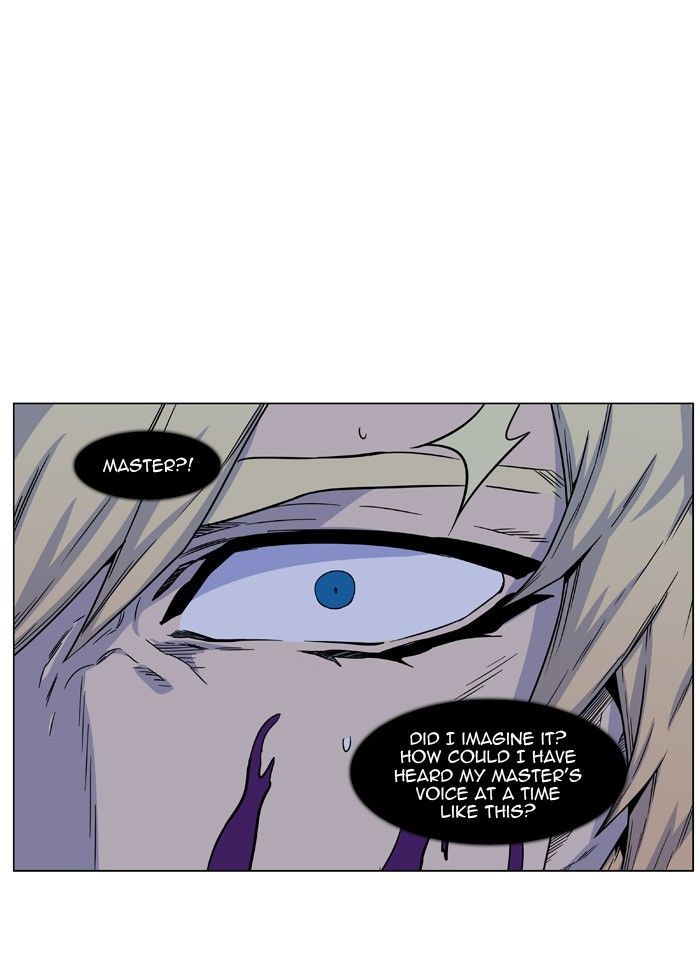 MASTER?!
DID I IMAGINE IT?
HOW COULD I HAVE
HEARD MY MASTER'S
VOICE AT A TIME
LIKE THIS?